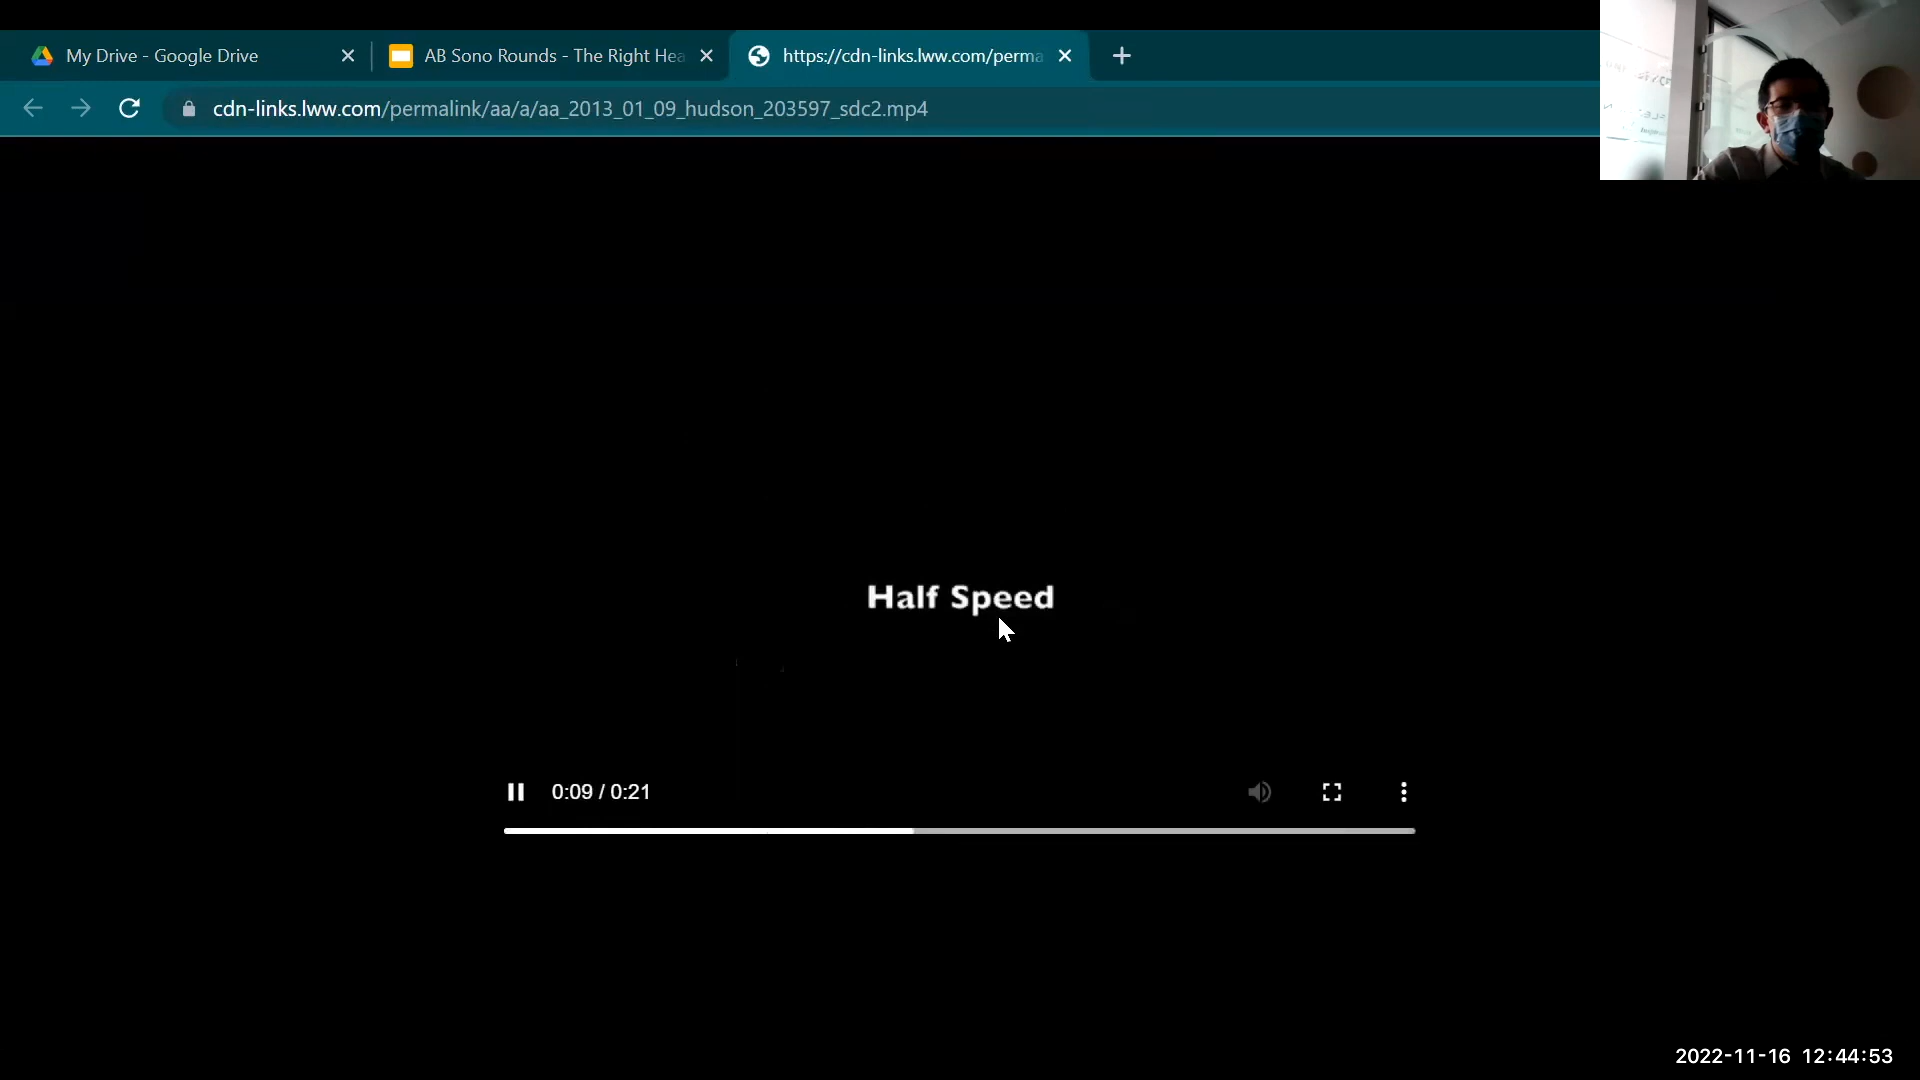 My Drive - Google Drive
AB Sono Rounds - The Right Hea
https://cdn-links.lww.com/perma
cdn-links.lww.com/permalink/aa/a/aa_2013_01_09_hudson_203597_sdc2.mp4
Half Speed
0:09 / 0:21
2022-11-16 12:44:53